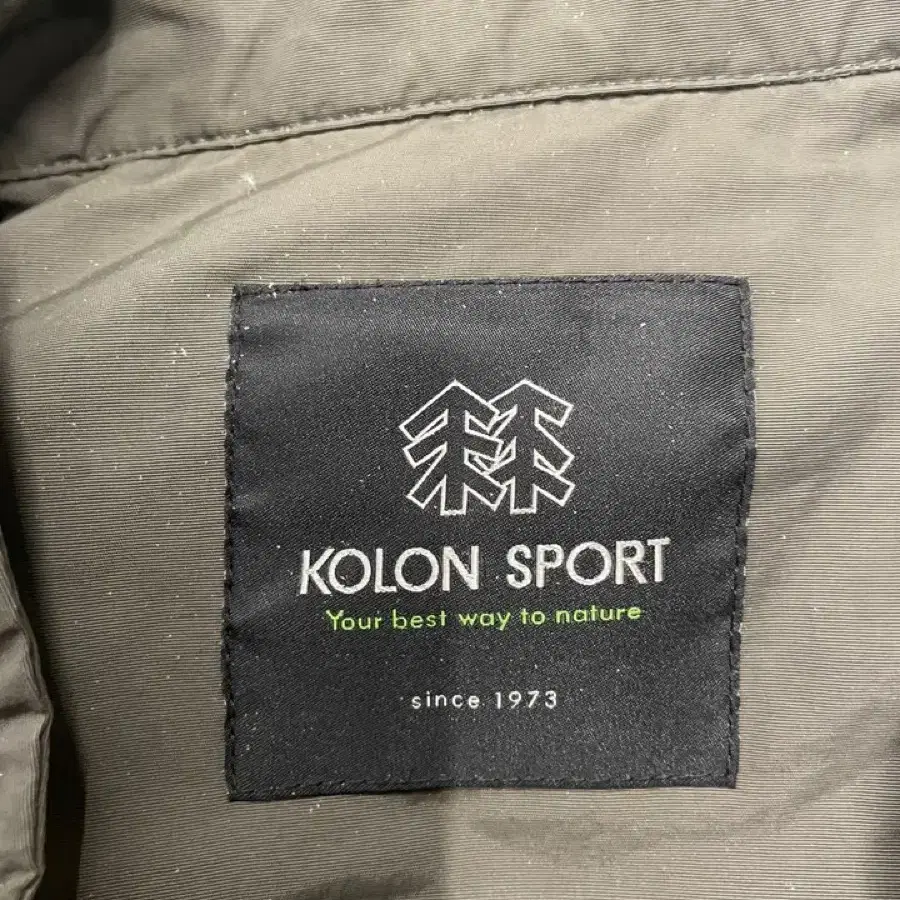 KOLON SPORT
Your best way to nature
since 1973